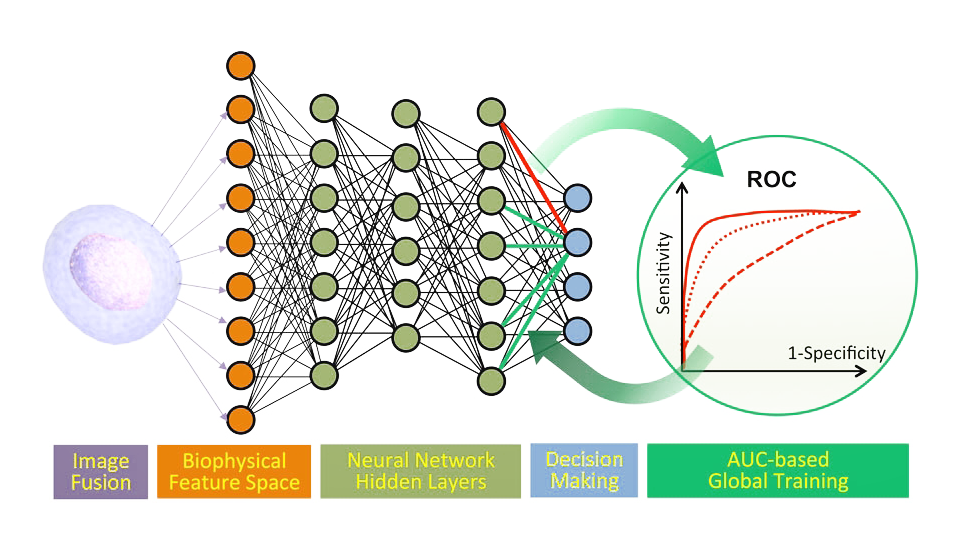 ROC
Sensitivity
1-Specificity
Image
Fusion
Biophysical
Feature Space
Neural Network
Hidden Layers
Decision
Making
AUC-based
Global Training